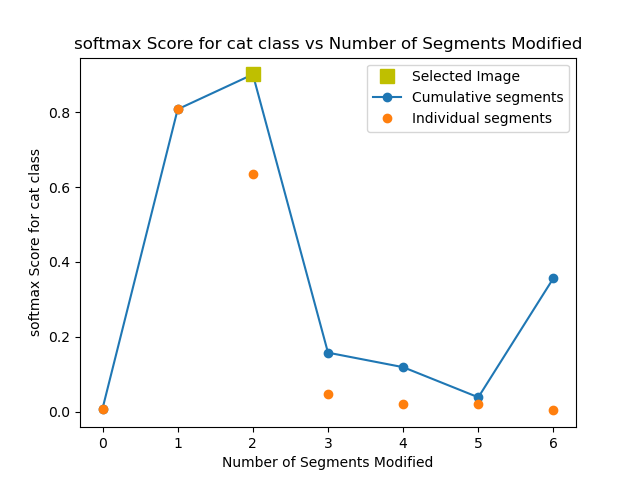 softmax Score for cat class vs Number of Segments Modified
Selected Image
Cumulative segments
Individual segments
softmax Score for cat class
0.8
0.6
0.4
0.2
0.0
0 1 2 3 4 5 6
Number of Segments Modified